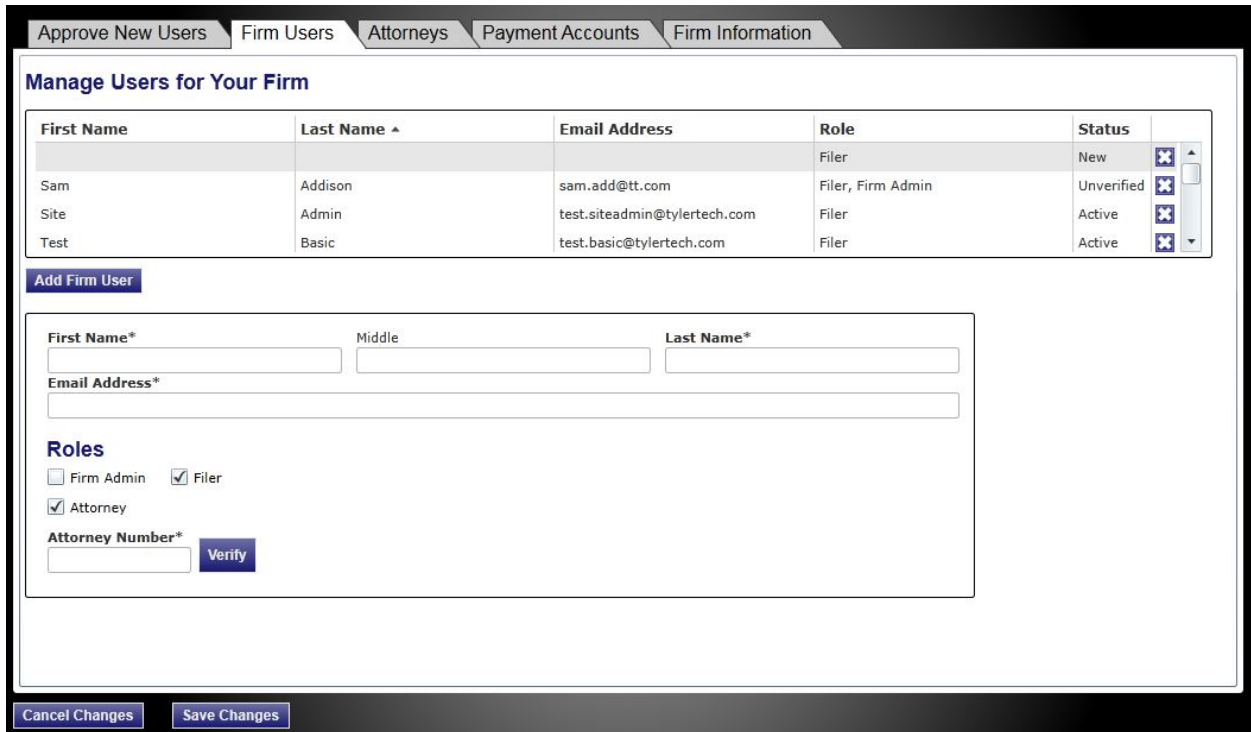 Approve New Users Firm Users Attorneys Payment Accounts Firm Information
Manage Users for Your Firm
First Name Last Name Email Address Role Status
Filer New
Sam Addison sam.add@tt.com Filer, Firm Admin Unverified
Site Admin test.siteadmin@tylertech.com Filer Active
Test Basic test.basic@tylertech.com Filer Active
Add Firm User
First Name* Middle Last Name*
Email Address*
Roles
Firm Admin Filer
Attorney
Attorney Number*
Verify
Cancel Changes Save Changes